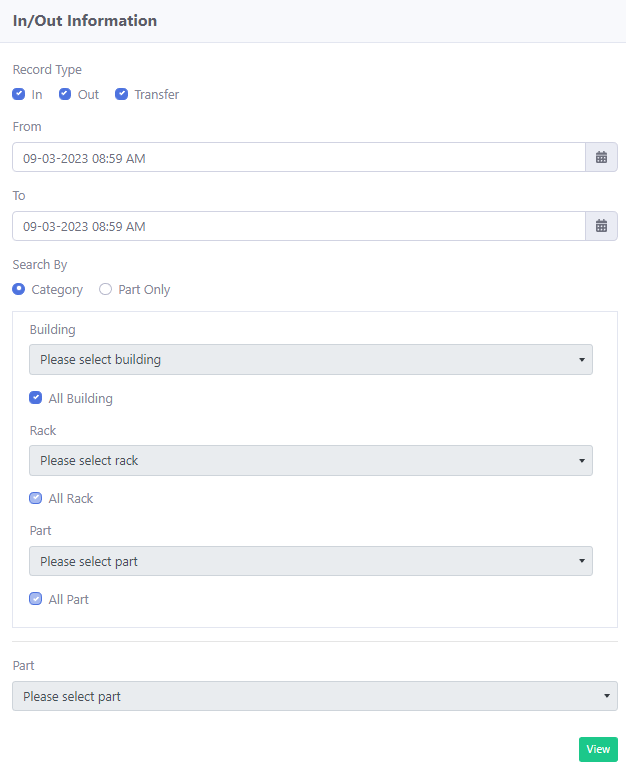 In/Out Information
Record Type
In Out Transfer
From
09-03-2023 08:59 AM
To
09-03-2023 08:59 AM
Search By
Category Part Only
Building
Please select building
All Building
Rack
Please select rack
All Rack
Part
Please select part
All Part
Part
Please select part
View